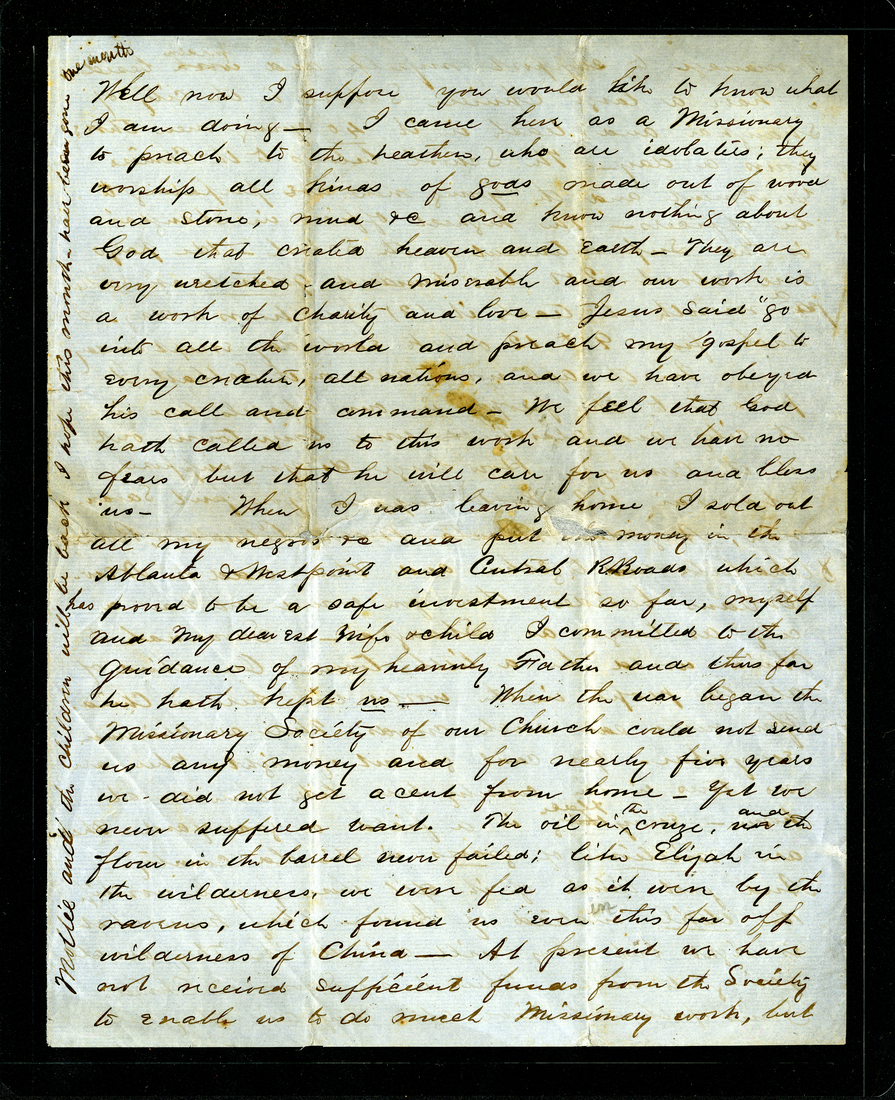 Well now I suppose you would like to know what
I am doing — I came here as a Missionary
to preach to the heathen, who are idolaters; they
worship all kinds of gods made out of wood
and stone, mud &c and know nothing about
God that created heaven and Earth — They are
very wretched and miserable and our work is
a work of charity and love — Jesus said "go
into all the world and preach my gospel to
every creature, all nations, and we have obeyed
his call and command — We feel that God
hath called us to this work and we have no
fears but that he will care for us and bless
us — When I was leaving home I sold out
all my negros &c and put the money in the
Atlanta & Westpoint and Central RRoads which
has proved to be a safe investment so far, myself
and my dearest Wife & child I committed to the
Guidance of my heavenly Father and thus far
he hath kept us — When the war began the
Missionary Society of our Church could not send
us any money and for nearly five years
we did not get a cent from home — Yet we
never suffered want. The oil in the cruze, and the
flour in the barrel never failed; like Elijah in
the wilderness, we were fed as it were by the
ravens, which found us even in this far off
wilderness of China — At present we have
not received sufficient funds from the Society
to enable us to do much Missionary work, but
Mollie and the children will be back I hope this month – have been gone
one month